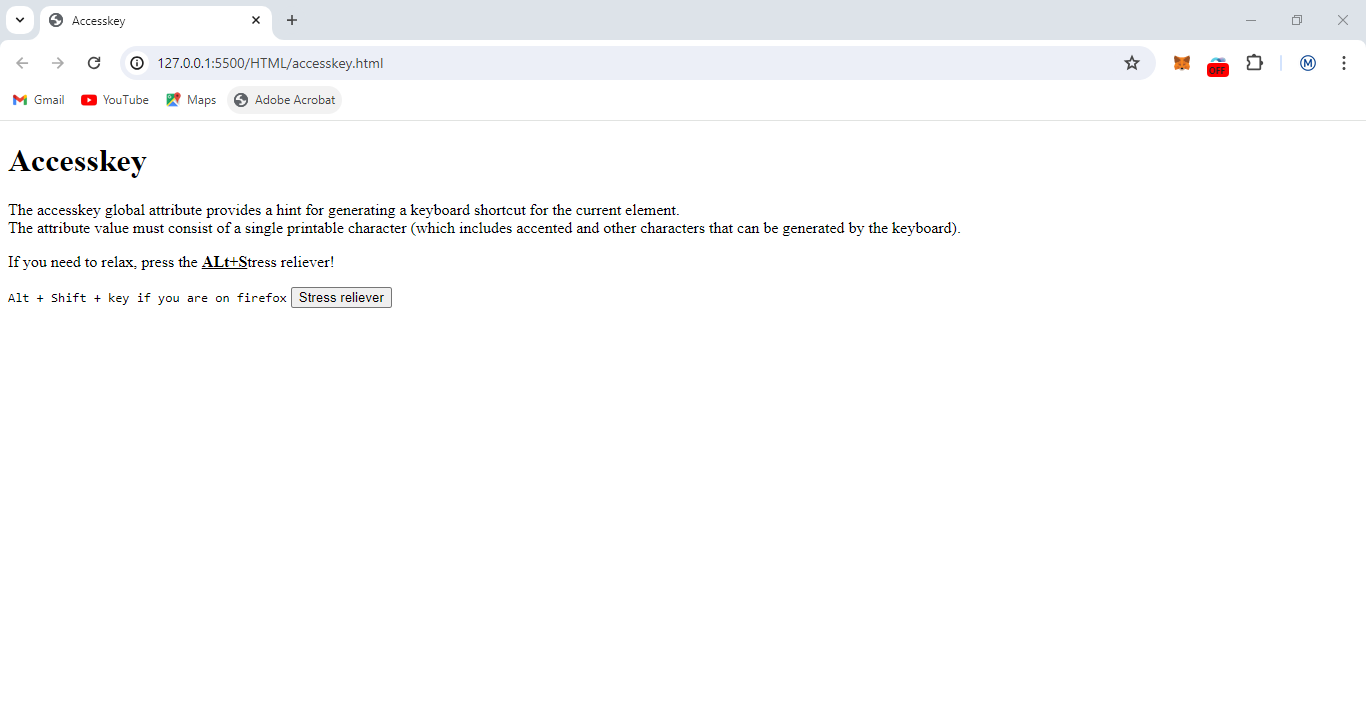 Accesskey
127.0.0.1:5500/HTML/accesskey.html
OFF
M
Gmail
YouTube
Maps
Adobe Acrobat
Accesskey
The accesskey global attribute provides a hint for generating a keyboard shortcut for the current element.
The attribute value must consist of a single printable character (which includes accented and other characters that can be generated by the keyboard).
If you need to relax, press the ALt+Stress reliever!
Alt + Shift + key if you are on firefox Stress reliever